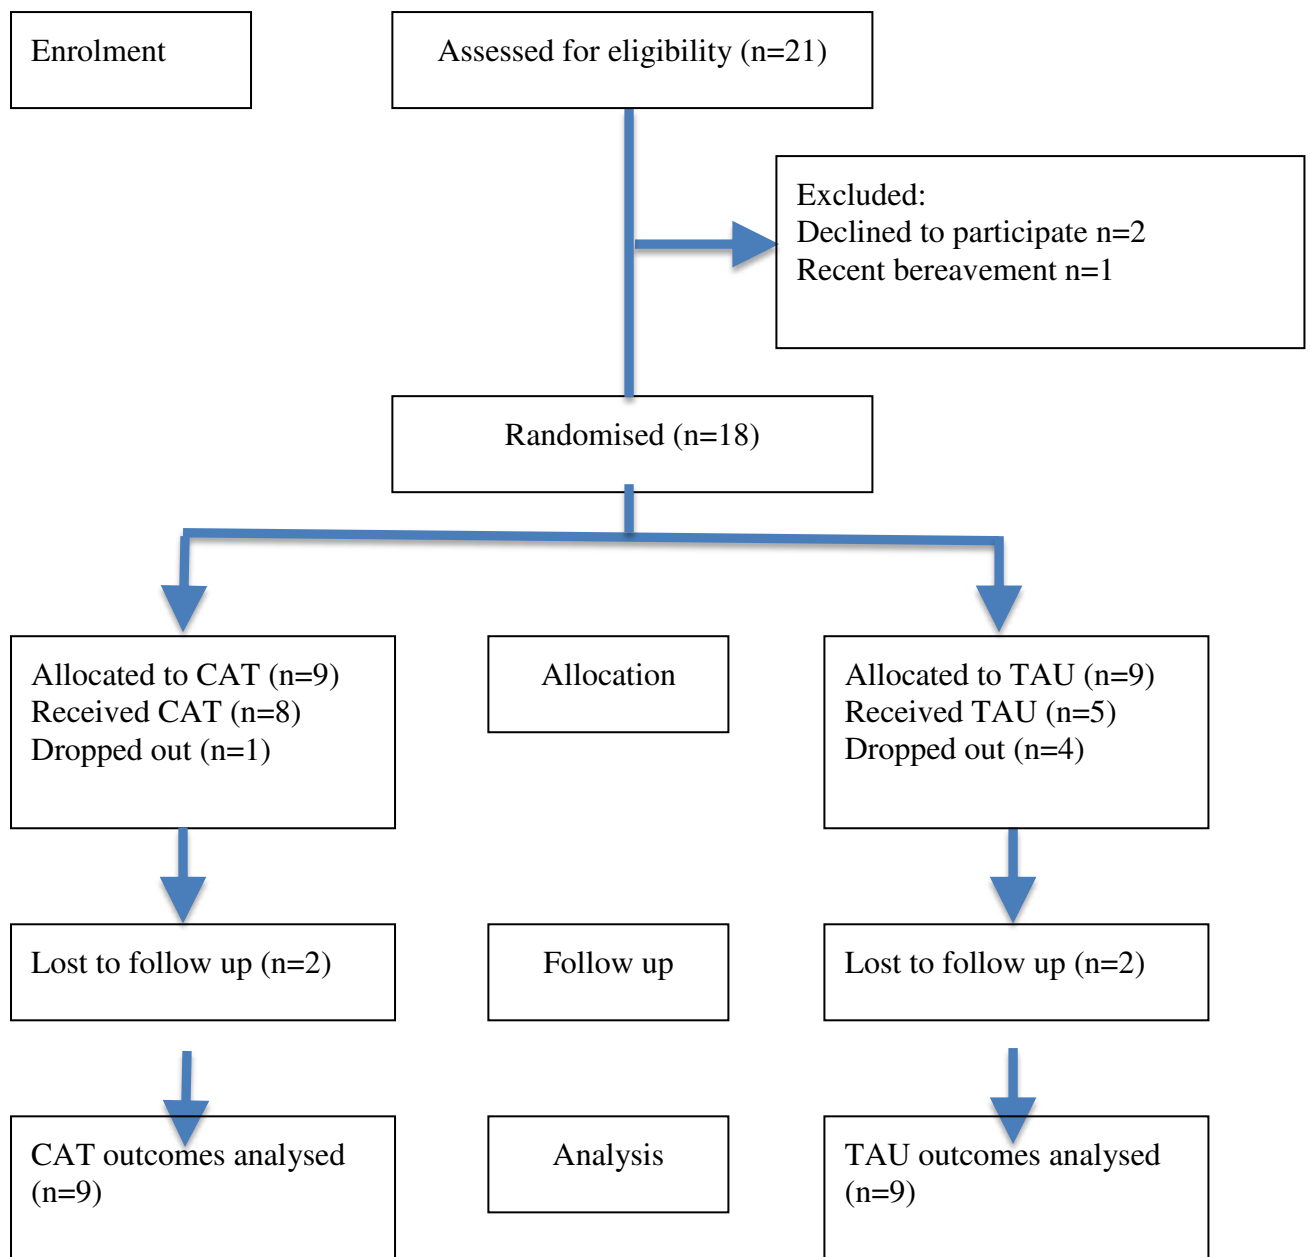 Enrolment
Assessed for eligibility (n=21)
Excluded:
Declined to participate n=2
Recent bereavement n=1
Randomised (n=18)
Allocated to CAT (n=9)
Received CAT (n=8)
Dropped out (n=1)
Allocation
Allocated to TAU (n=9)
Received TAU (n=5)
Dropped out (n=4)
Lost to follow up (n=2)
Follow up
Lost to follow up (n=2)
CAT outcomes analysed
(n=9)
Analysis
TAU outcomes analysed
(n=9)